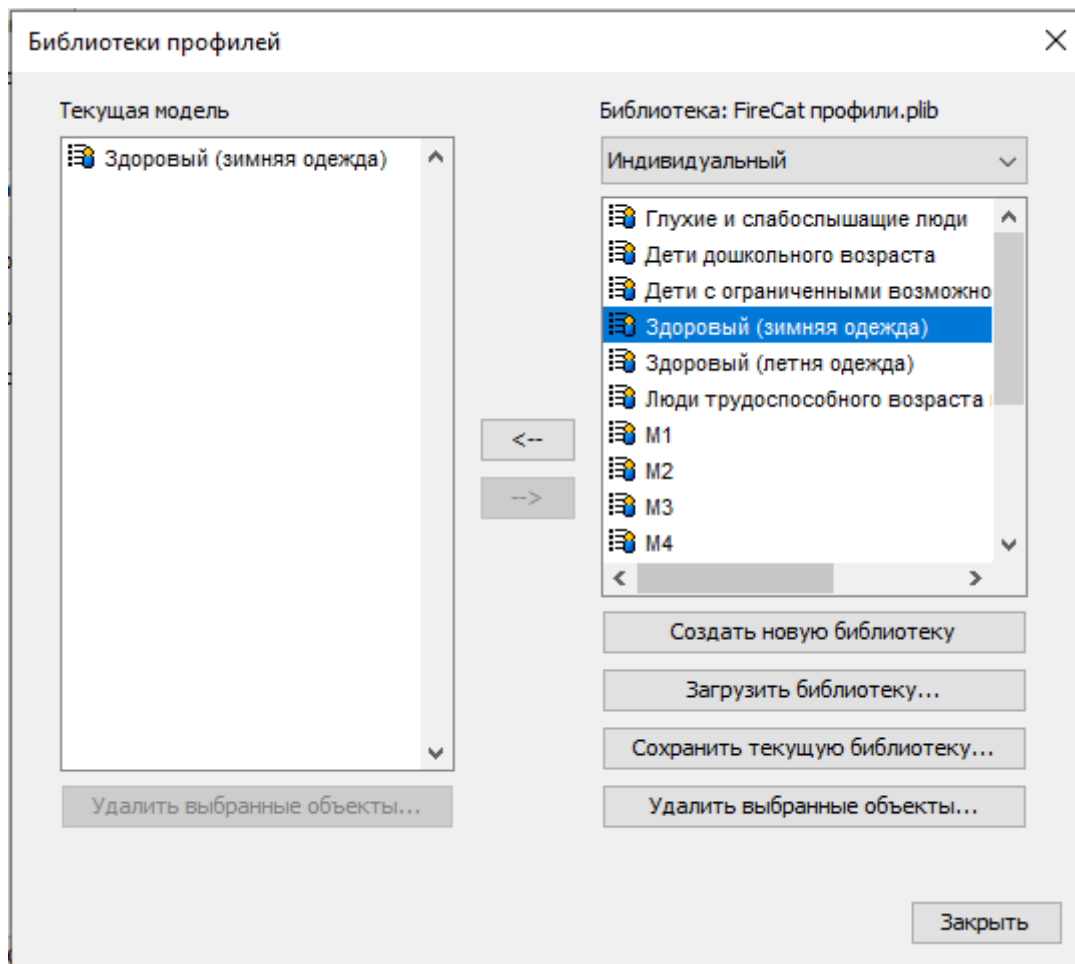 Библиотеки профилей
Текущая модель
Здоровый (зимняя одежда)
<--
-->
Удалить выбранные объекты...
Библиотека: FireCat профили.plib
Индивидуальный
Глухие и слабослышащие люди
Дети дошкольного возраста
Дети с ограниченными возможно
Здоровый (зимняя одежда)
Здоровый (летня одежда)
Люди трудоспособного возраста
М1
М2
М3
М4
Создать новую библиотеку
Загрузить библиотеку...
Сохранить текущую библиотеку...
Удалить выбранные объекты...
Закрыть